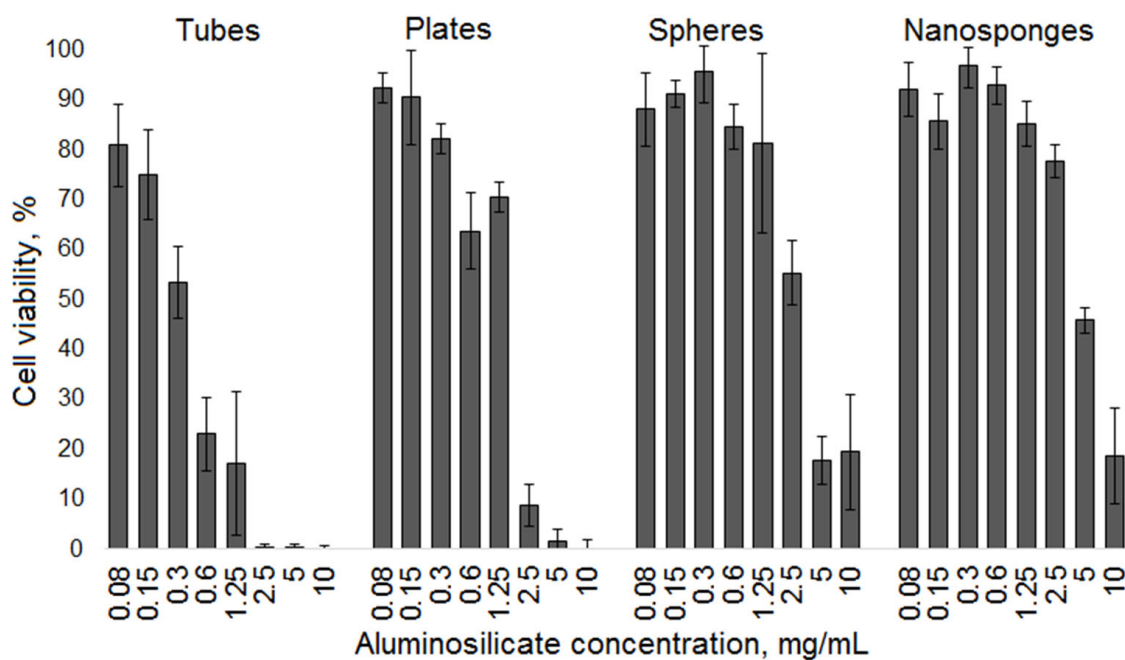 Tubes Plates Spheres Nanosponges
100
90
80
70
60
50
40
30
20
10
0
Cell viability, %
0.08 0.15 0.3 0.6 1.25 2.5 5 10 0.08 0.15 0.3 0.6 1.25 2.5 5 10 0.08 0.15 0.3 0.6 1.25 2.5 5 10 0.08 0.15 0.3 0.6 1.25 2.5 5 10
Aluminosilicate concentration, mg/mL